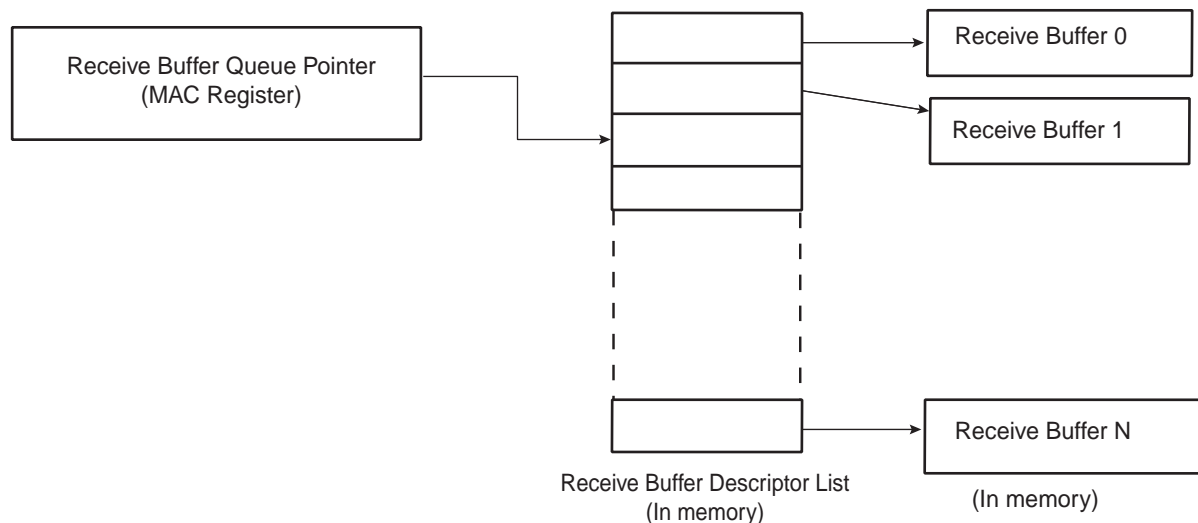 Receive Buffer Queue Pointer
(MAC Register)
Receive Buffer 0
Receive Buffer 1
Receive Buffer N
Receive Buffer Descriptor List
(In memory)
(In memory)